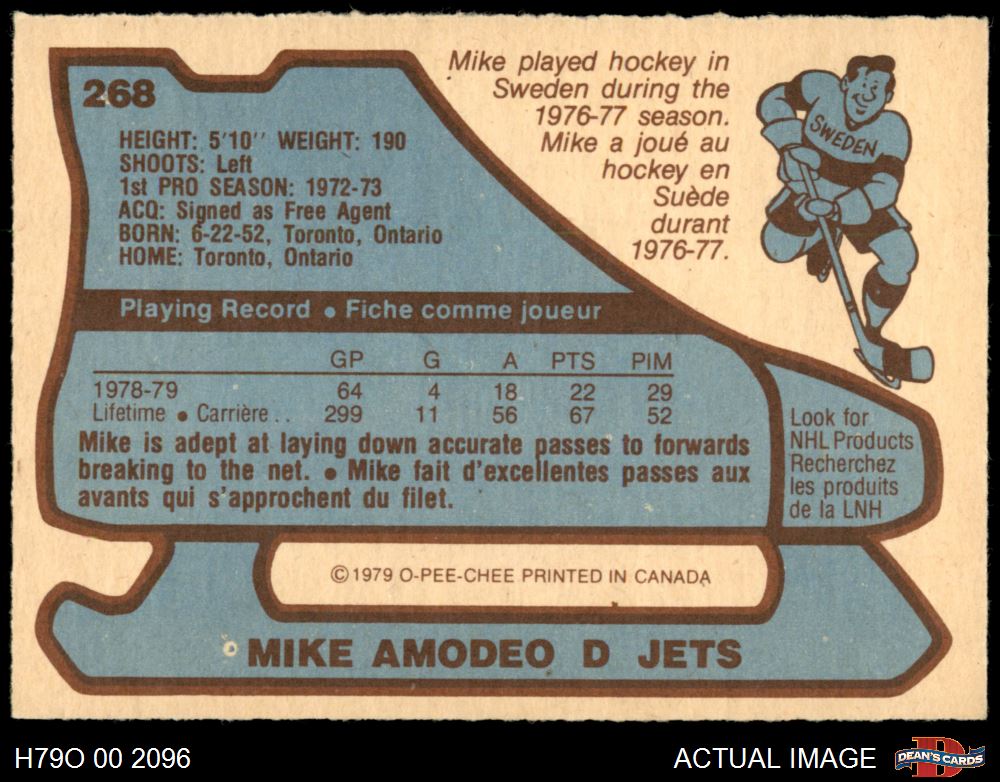 268
HEIGHT: 5'10'' WEIGHT: 190
SHOOTS: Left
1st PRO SEASON: 1972-73
ACQ: Signed as Free Agent
BORN: 6-22-52, Toronto, Ontario
HOME: Toronto, Ontario
Mike played hockey in
Sweden during the
1976-77 season.
Mike a joué au
hockey en
Suède
durant
1976-77.
SWEDEN
Playing Record • Fiche comme joueur
GP G A PTS PIM
1978-79 64 4 18 22 29
Lifetime • Carrière .. 299 11 56 67 52
Mike is adept at laying down accurate passes to forwards
breaking to the net. • Mike fait d'excellentes passes aux
avants qui s'approchent du filet.
Look for
NHL Products
Recherchez
les produits
de la LNH
© 1979 O-PEE-CHEE PRINTED IN CANADA
MIKE AMODEO D JETS
H79O 00 2096
ACTUAL IMAGE
D
DEAN'S CARDS